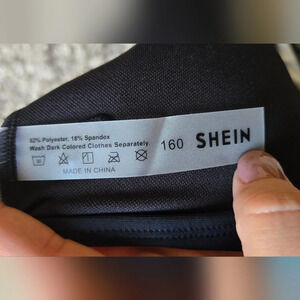 82% Polyester, 18% Spandex
Wash Dark Colored Clothes Separately.
160 SHEIN
MADE IN CHINA